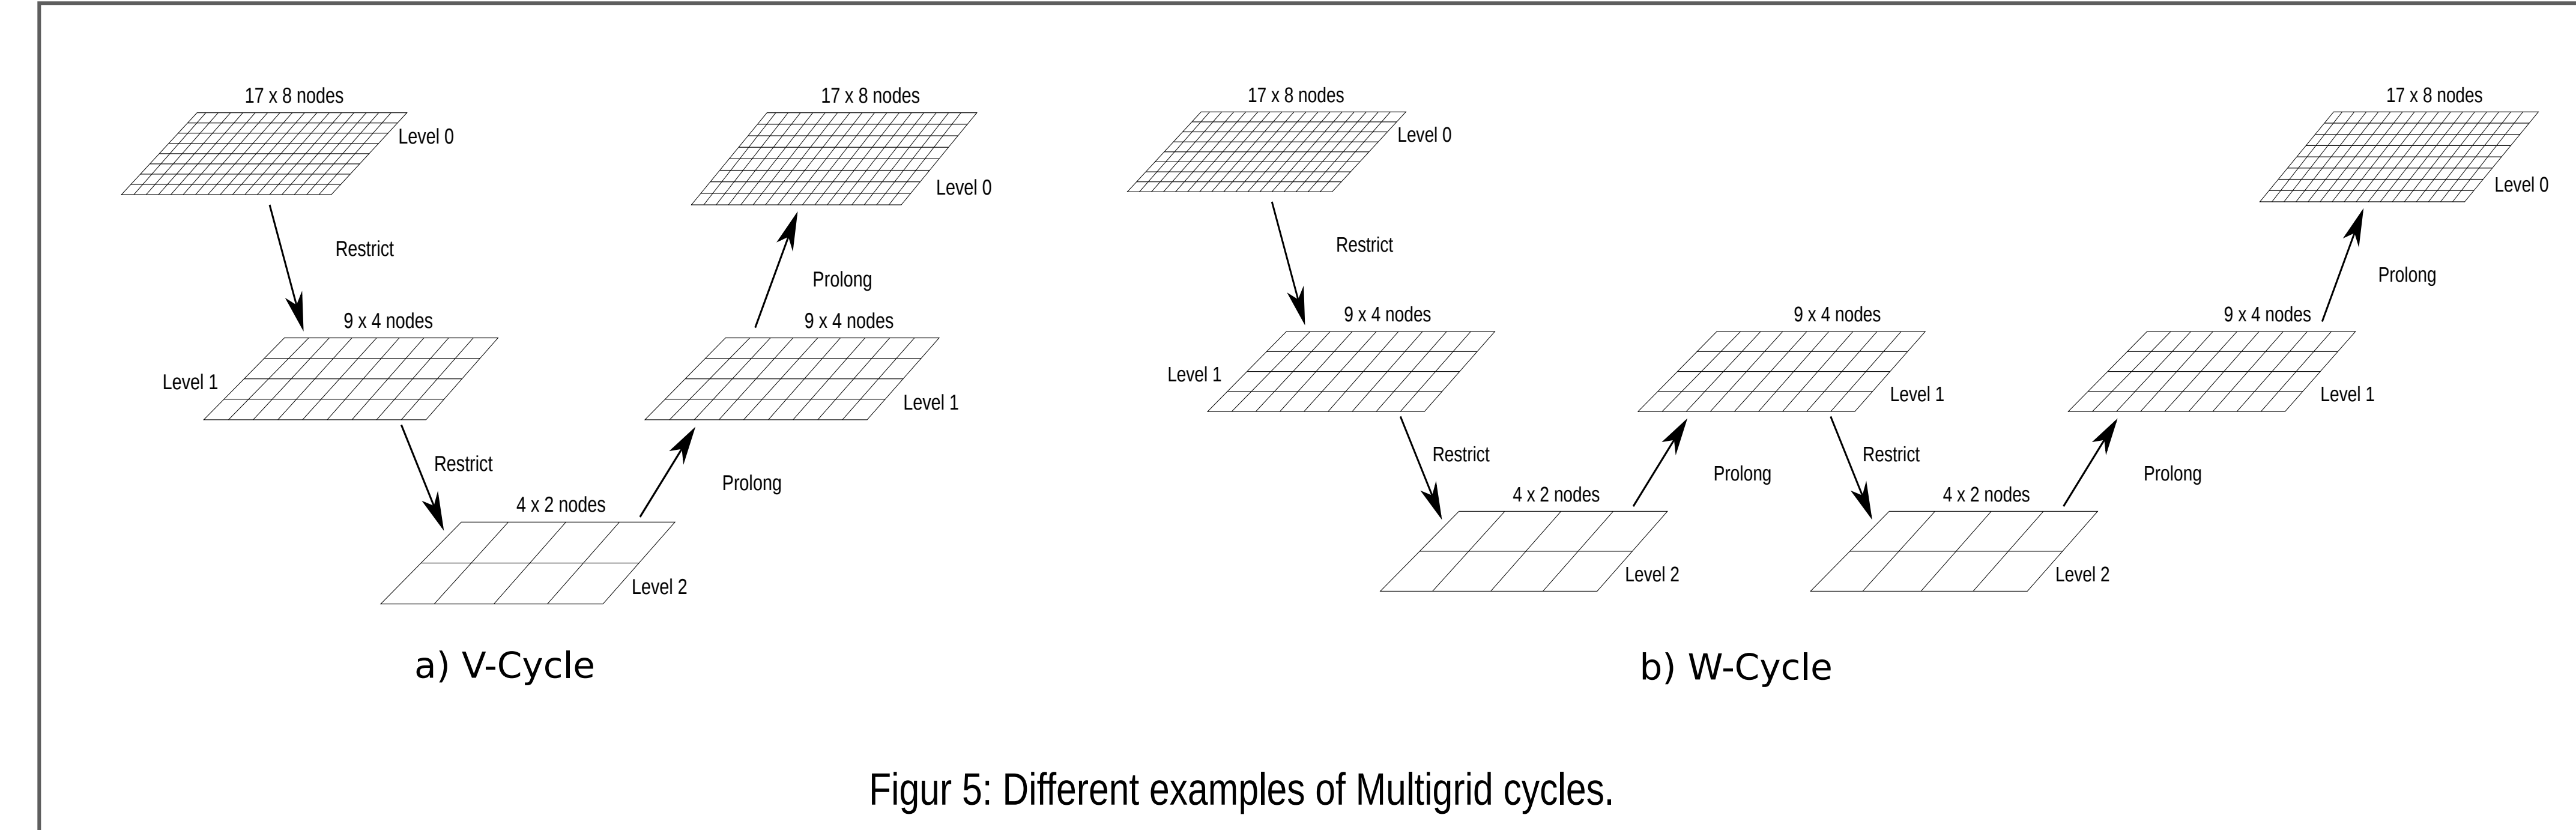 17 x 8 nodes
Level 0
Restrict
9 x 4 nodes
Level 1
Restrict
4 x 2 nodes
Level 2
Prolong
9 x 4 nodes
Level 1
Prolong
17 x 8 nodes
Level 0
a) V-Cycle
17 x 8 nodes
Level 0
Restrict
9 x 4 nodes
Level 1
Restrict
4 x 2 nodes
Level 2
Prolong
9 x 4 nodes
Level 1
Restrict
4 x 2 nodes
Level 2
Prolong
9 x 4 nodes
Level 1
Prolong
17 x 8 nodes
Level 0
b) W-Cycle
Figur 5: Different examples of Multigrid cycles.